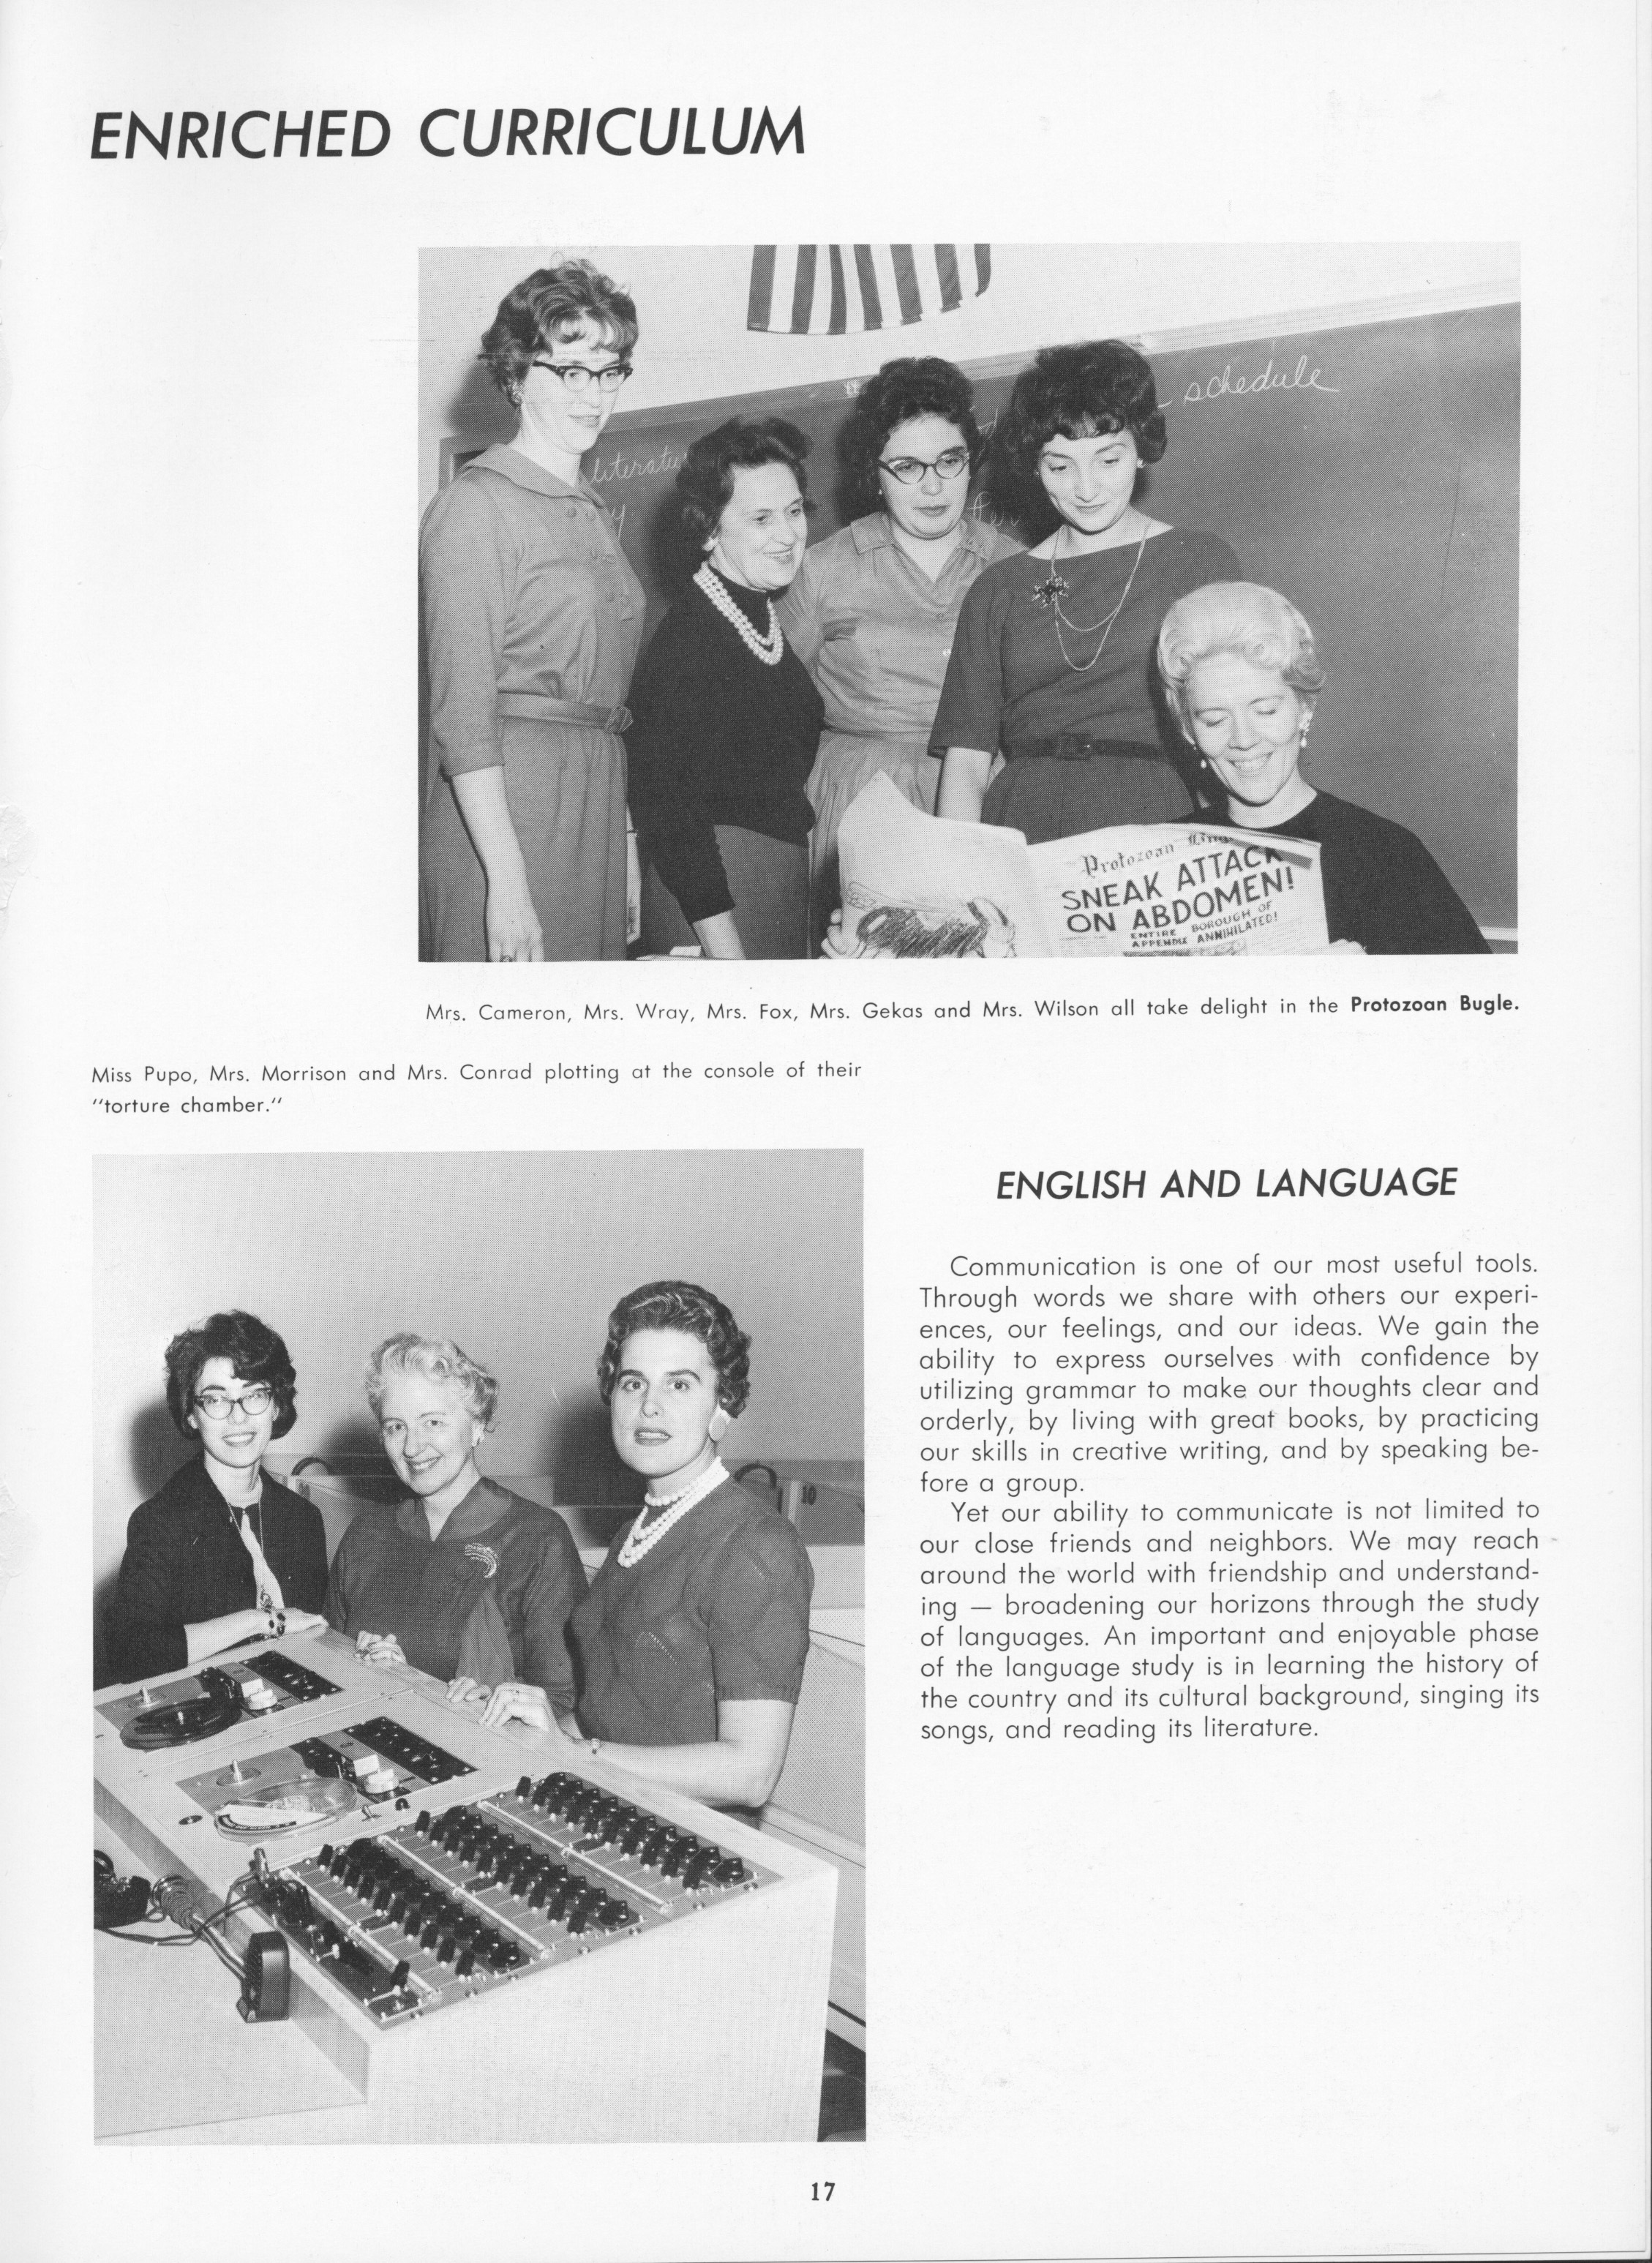 ENRICHED CURRICULUM
schedule
Protozoan
SNEAK ATTACK
ON ABDOMEN!
ENTIRE BOROUGH OF
APPENDIX ANNIHILATED!
Mrs. Cameron, Mrs. Wray, Mrs. Fox, Mrs. Gekas and Mrs. Wilson all take delight in the Protozoan Bugle.
Miss Pupo, Mrs. Morrison and Mrs. Conrad plotting at the console of their
"torture chamber."
10
ENGLISH AND LANGUAGE
Communication is one of our most useful tools.
Through words we share with others our experi-
ences, our feelings, and our ideas. We gain the
ability to express ourselves with confidence by
utilizing grammar to make our thoughts clear and
orderly, by living with great books, by practicing
our skills in creative writing, and by speaking be-
fore a group.
Yet our ability to communicate is not limited to
our close friends and neighbors. We may reach
around the world with friendship and understand-
ing — broadening our horizons through the study
of languages. An important and enjoyable phase
of the language study is in learning the history of
the country and its cultural background, singing its
songs, and reading its literature.
17